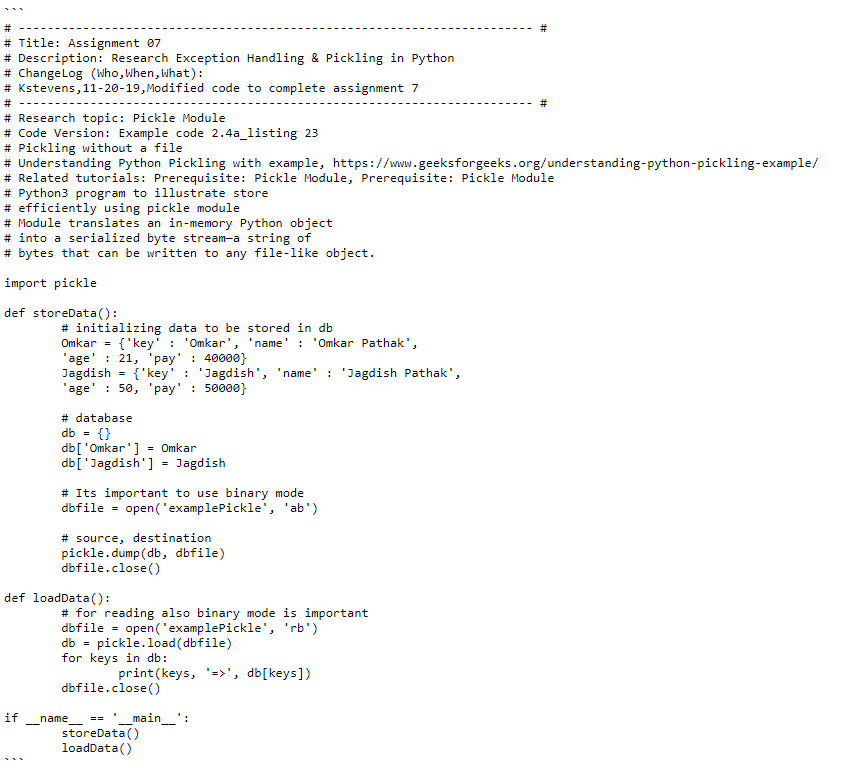 ```
# ------------------------------------------------------------------------ #
# Title: Assignment 07
# Description: Research Exception Handling & Pickling in Python
# ChangeLog (Who,When,What):
# Kstevens,11-20-19,Modified code to complete assignment 7
# ------------------------------------------------------------------------ #
# Research topic: Pickle Module
# Code Version: Example code 2.4a_listing 23
# Pickling without a file
# Understanding Python Pickling with example, https://www.geeksforgeeks.org/understanding-python-pickling-example/
# Related tutorials: Prerequisite: Pickle Module, Prerequisite: Pickle Module
# Python3 program to illustrate store
# efficiently using pickle module
# Module translates an in-memory Python object
# into a serialized byte stream—a string of
# bytes that can be written to any file-like object.

import pickle

def storeData():
        # initializing data to be stored in db
        Omkar = {'key' : 'Omkar', 'name' : 'Omkar Pathak',
        'age' : 21, 'pay' : 40000}
        Jagdish = {'key' : 'Jagdish', 'name' : 'Jagdish Pathak',
        'age' : 50, 'pay' : 50000}

        # database
        db = {}
        db['Omkar'] = Omkar
        db['Jagdish'] = Jagdish

        # Its important to use binary mode
        dbfile = open('examplePickle', 'ab')

        # source, destination
        pickle.dump(db, dbfile)
        dbfile.close()

def loadData():
        # for reading also binary mode is important
        dbfile = open('examplePickle', 'rb')
        db = pickle.load(dbfile)
        for keys in db:
                print(keys, '=>', db[keys])
        dbfile.close()

if __name__ == '__main__':
        storeData()
        loadData()
```